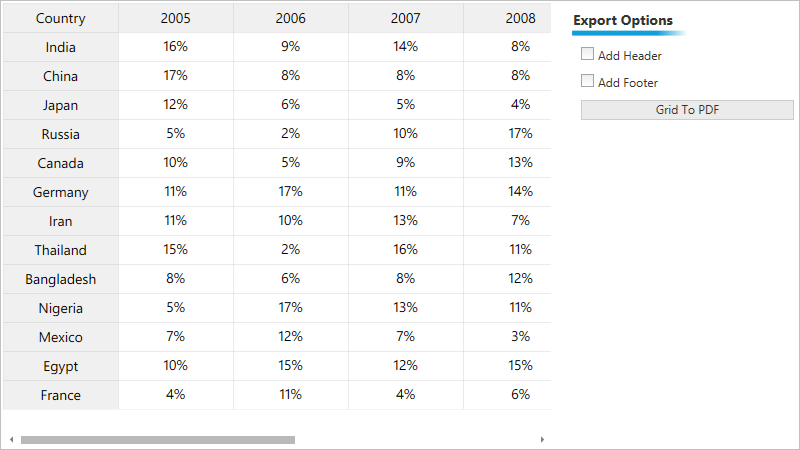 Country 2005 2006 2007 2008
India 16% 9% 14% 8%
China 17% 8% 8% 8%
Japan 12% 6% 5% 4%
Russia 5% 2% 10% 17%
Canada 10% 5% 9% 13%
Germany 11% 17% 11% 14%
Iran 11% 10% 13% 7%
Thailand 15% 2% 16% 11%
Bangladesh 8% 6% 8% 12%
Nigeria 5% 17% 13% 11%
Mexico 7% 12% 7% 3%
Egypt 10% 15% 12% 15%
France 4% 11% 4% 6%
Export Options
Add Header
Add Footer
Grid To PDF